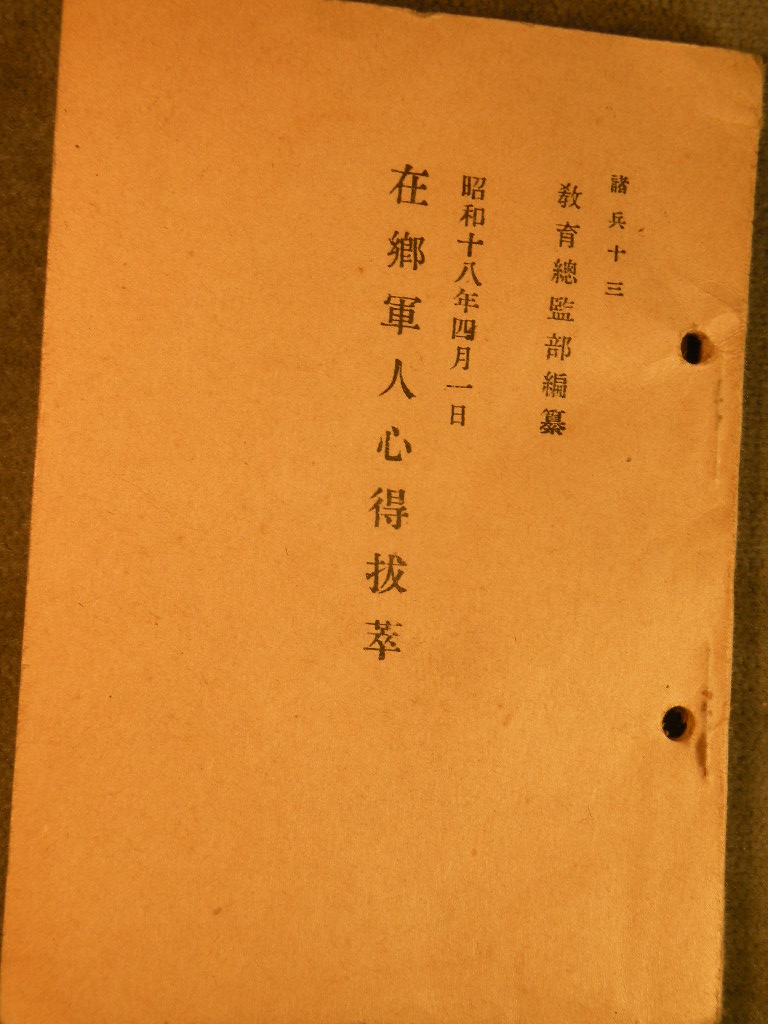 諸兵十三
教育總監部編纂
昭和十八年四月一日
在鄕軍人心得拔萃